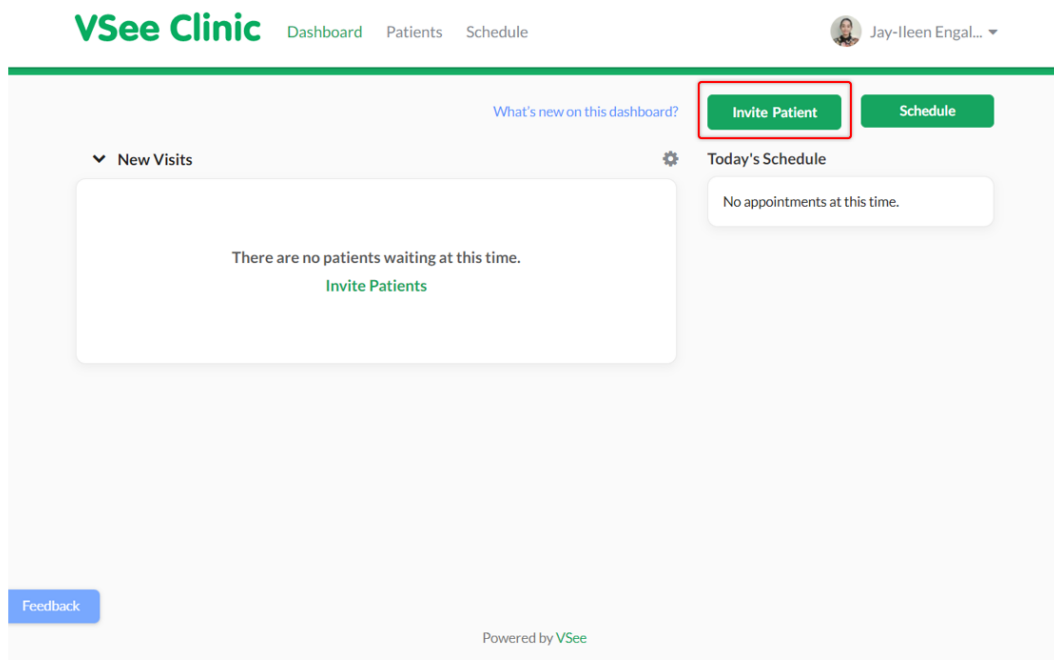 VSee Clinic Dashboard Patients Schedule Jay-Ileen Engal...
What's new on this dashboard? Invite Patient Schedule
New Visits
Today's Schedule
No appointments at this time.
There are no patients waiting at this time.
Invite Patients
Feedback
Powered by VSee